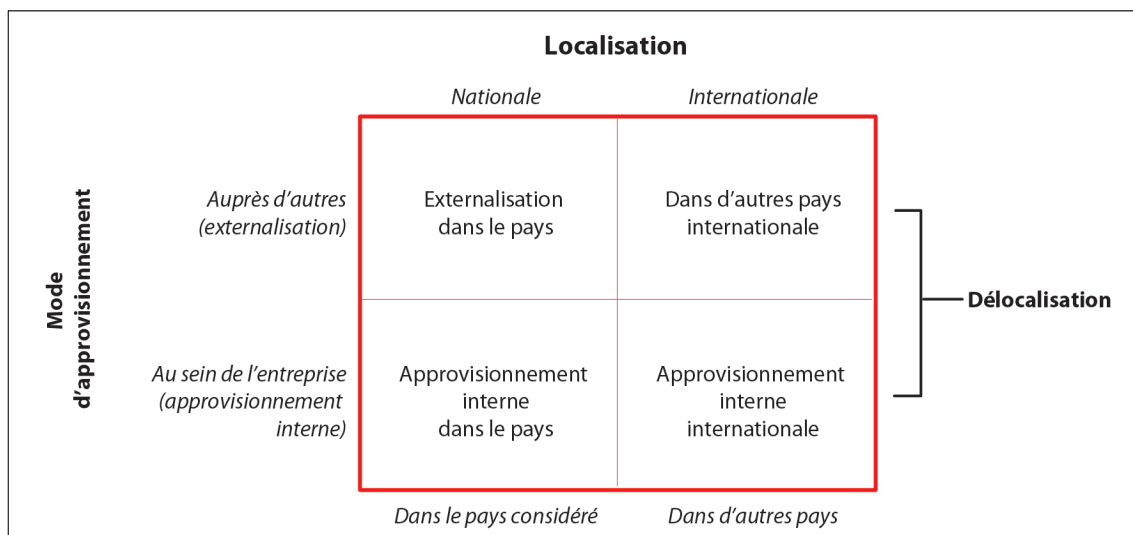 Localisation
Nationale
Internationale
Mode
d'approvisionnement
Auprès d'autres
(externalisation)
Externalisation
dans le pays
Dans d'autres pays
internationale
Délocalisation
Au sein de l'entreprise
(approvisionnement
interne)
Approvisionnement
interne
dans le pays
Approvisionnement
interne
internationale
Dans le pays considéré
Dans d'autres pays